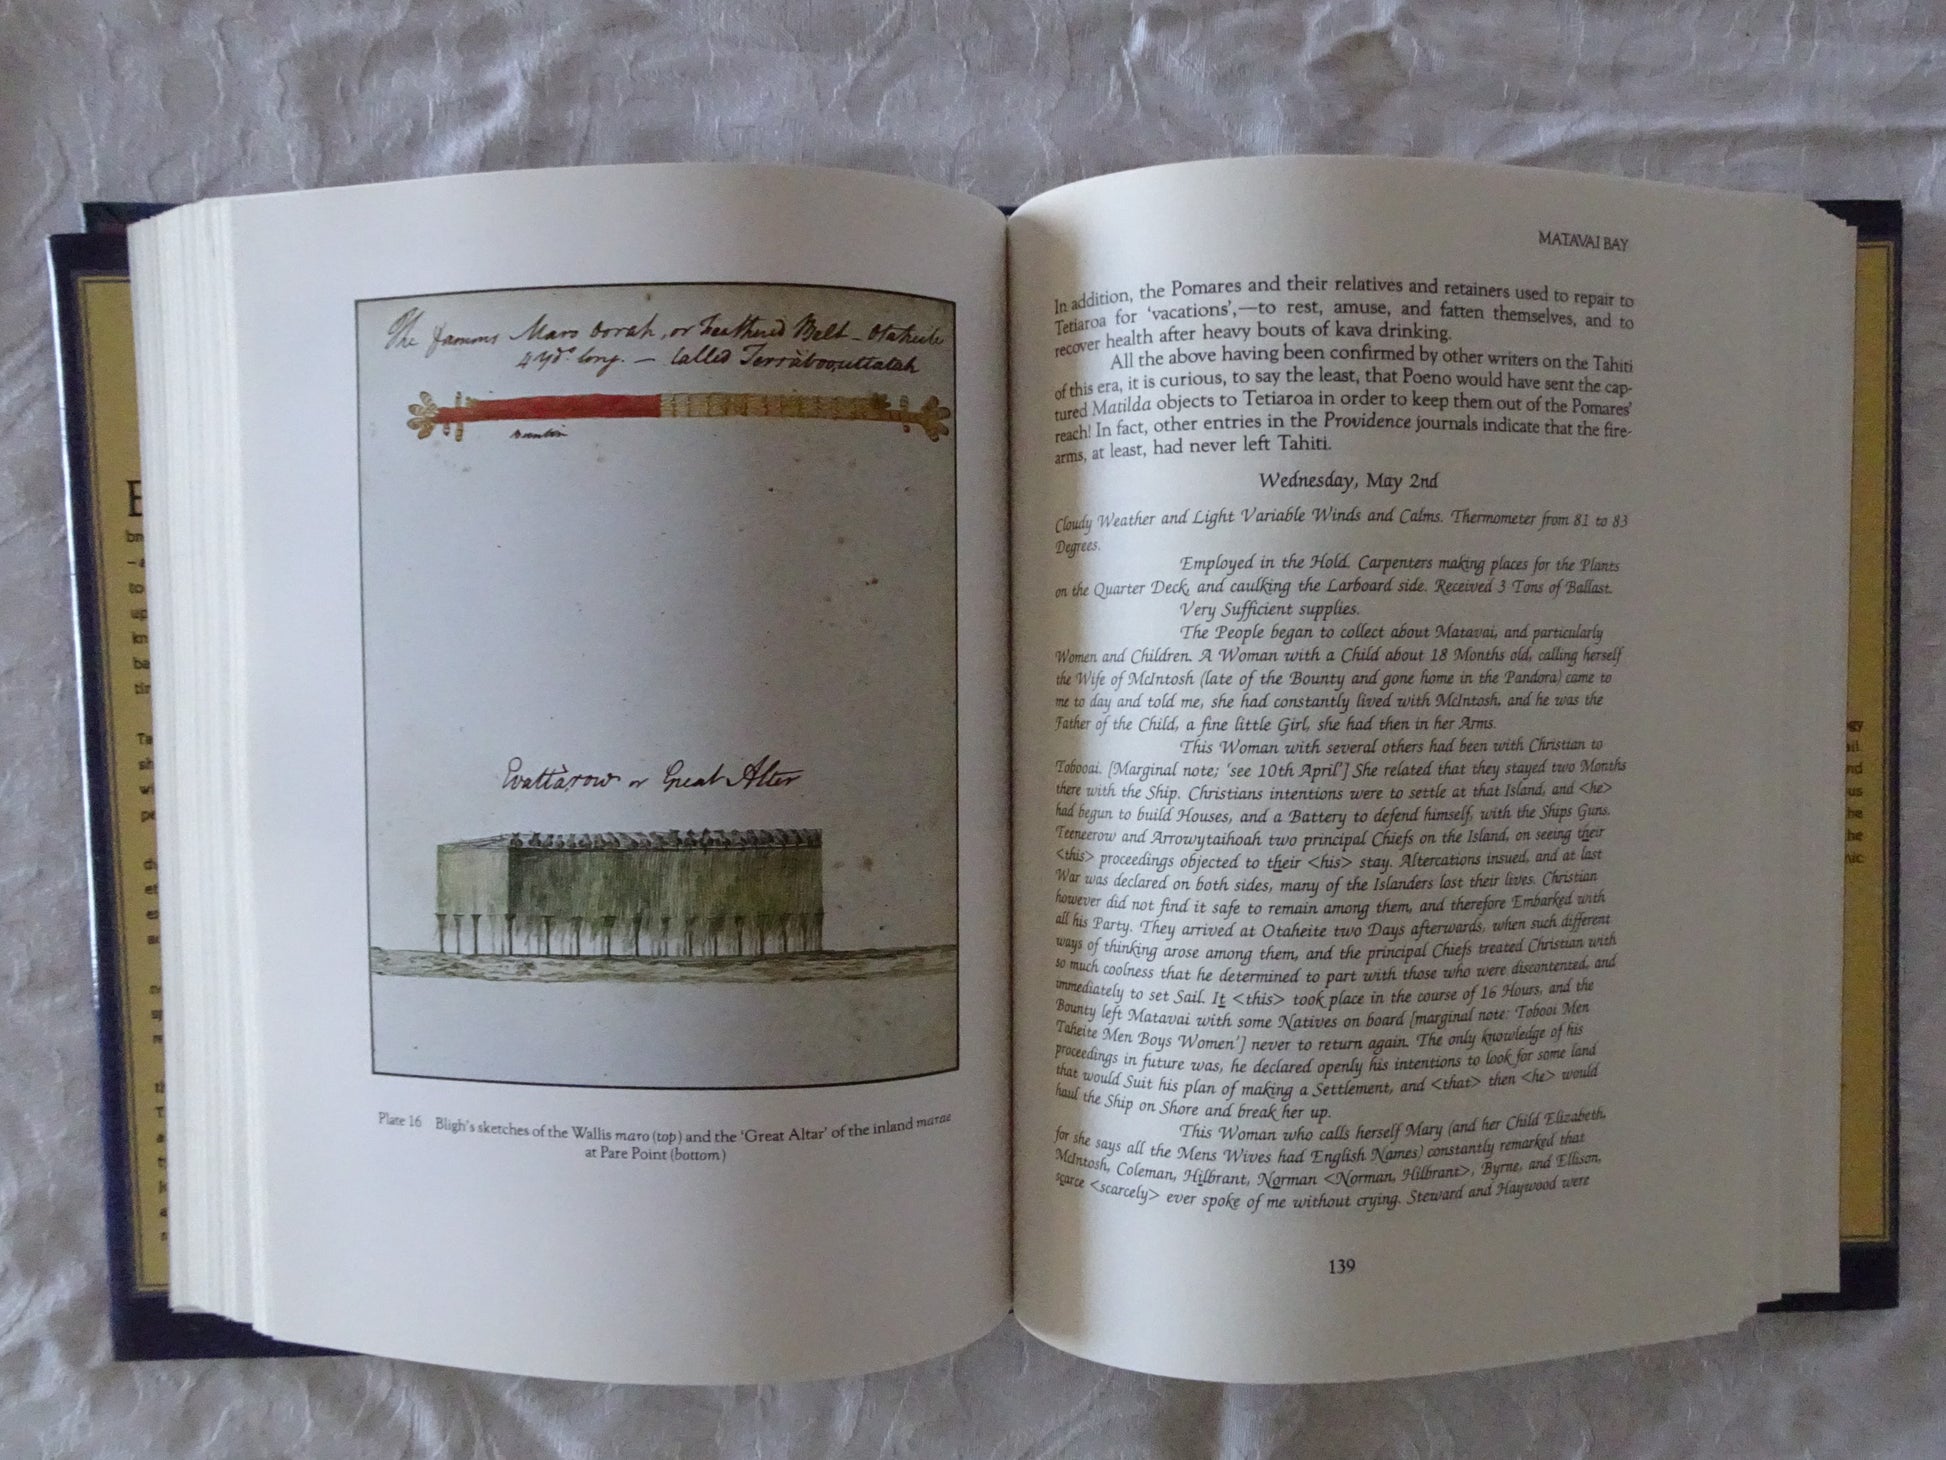 The famous Maro Oorah, or Feathered Belt - Otaheite
4 yds. long. - Called Terràboouttatah
Evattàrow or Great Alter
Plate 16 Bligh's sketches of the Wallis maro (top) and the 'Great Altar' of the inland marae
at Pare Point (bottom)
MATAVAI BAY
In addition, the Pomares and their relatives and retainers used to repair to
Tetiaroa for 'vacations',—to rest, amuse, and fatten themselves, and to
recover health after heavy bouts of kava drinking.
All the above having been confirmed by other writers on the Tahiti
of this era, it is curious, to say the least, that Poeno would have sent the cap-
tured Matilda objects to Tetiaroa in order to keep them out of the Pomares'
reach! In fact, other entries in the Providence journals indicate that the fire-
arms, at least, had never left Tahiti.
Wednesday, May 2nd
Cloudy Weather and Light Variable Winds and Calms. Thermometer from 81 to 83
Degrees.
Employed in the Hold. Carpenters making places for the Plants
on the Quarter Deck, and caulking the Larboard side. Received 3 Tons of Ballast.
Very Sufficient supplies.
The People began to collect about Matavai, and particularly
Women and Children. A Woman with a Child about 18 Months old, calling herself
the Wife of McIntosh (late of the Bounty and gone home in the Pandora) came to
me to day and told me, she had constantly lived with McIntosh, and he was the
Father of the Child, a fine little Girl, she had then in her Arms.
This Woman with several others had been with Christian to
Tobooai. [Marginal note; 'see 10th April'] She related that they stayed two Months
there with the Ship. Christians intentions were to settle at that Island, and <he>
had begun to build Houses, and a Battery to defend himself, with the Ships Guns.
Teeneerow and Arrowytaihoah two principal Chiefs on the Island, on seeing their
<this> proceedings objected to their <his> stay. Altercations insued, and at last
War was declared on both sides, many of the Islanders lost their lives. Christian
however did not find it safe to remain among them, and therefore Embarked with
all his Party. They arrived at Otaheite two Days afterwards, when such different
ways of thinking arose among them, and the principal Chiefs treated Christian with
so much coolness that he determined to part with those who were discontented, and
immediately to set Sail. It <this> took place in the course of 16 Hours, and the
Bounty left Matavai with some Natives on board [marginal note: Tobooi Men
Taheite Men Boys Women'] never to return again. The only knowledge of his
proceedings in future was, he declared openly his intentions to look for some land
that would Suit his plan of making a Settlement, and <that> then <he> would
haul the Ship on Shore and break her up.
This Woman who calls herself Mary (and her Child Elizabeth,
for she says all the Mens Wives had English Names) constantly remarked that
McIntosh, Coleman, Hilbrant, Norman <Norman, Hilbrant>, Byrne, and Ellison,
scarce <scarcely> ever spoke of me without crying. Steward and Haywood were
139